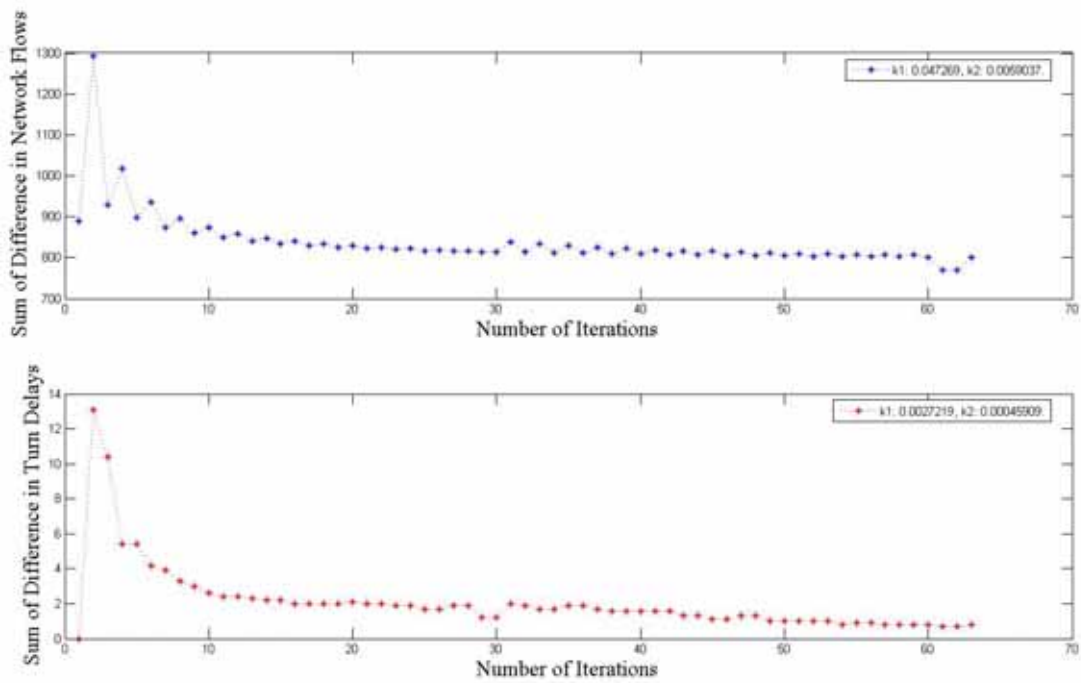 Sum of Difference in Network Flows
1300
1200
1100
1000
900
800
700
0 10 20 30 40 50 60 70
k1: 0.047269, k2: 0.0059037.
Number of Iterations
Sum of Difference in Turn Delays
14
12
10
8
6
4
2
0
0 10 20 30 40 50 60 70
k1: 0.0027219, k2: 0.00045909.
Number of Iterations